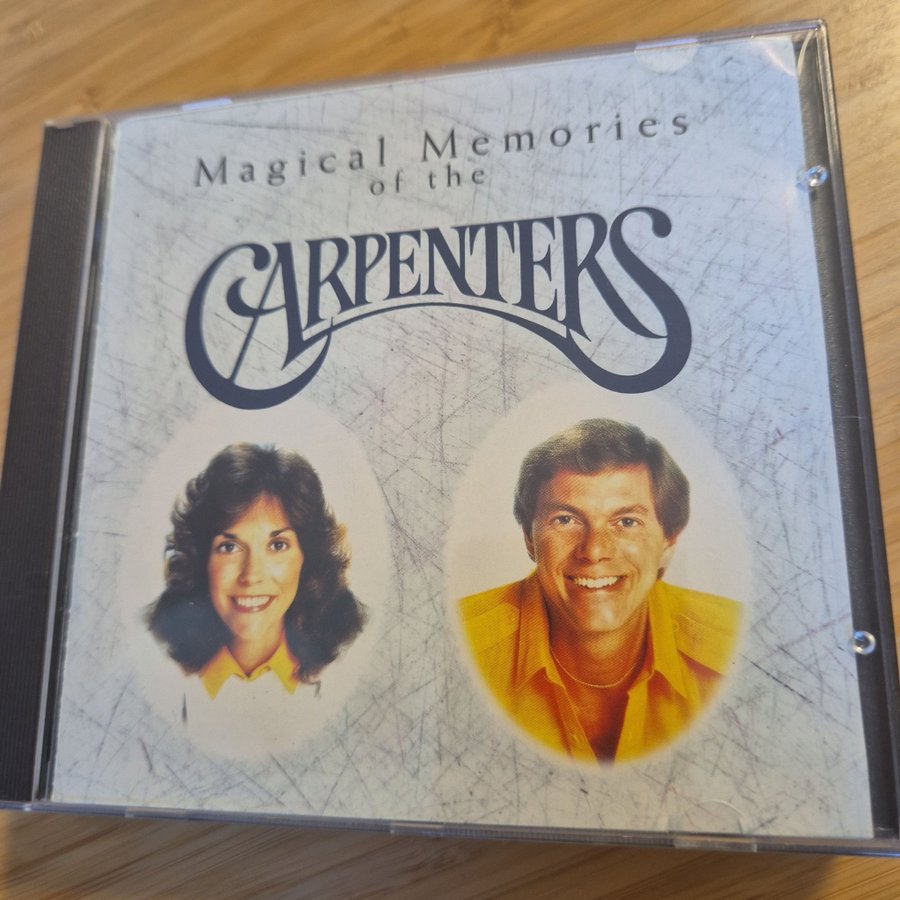 Magical Memories
of the
CARPENTERS